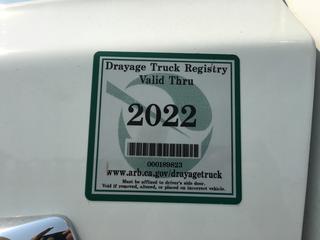 Drayage Truck Registry
Valid Thru
2022
000189823
www.arb.ca.gov/drayagetruck
Must be affixed to driver's side door.
Void if removed, altered, or placed on incorrect vehicle.